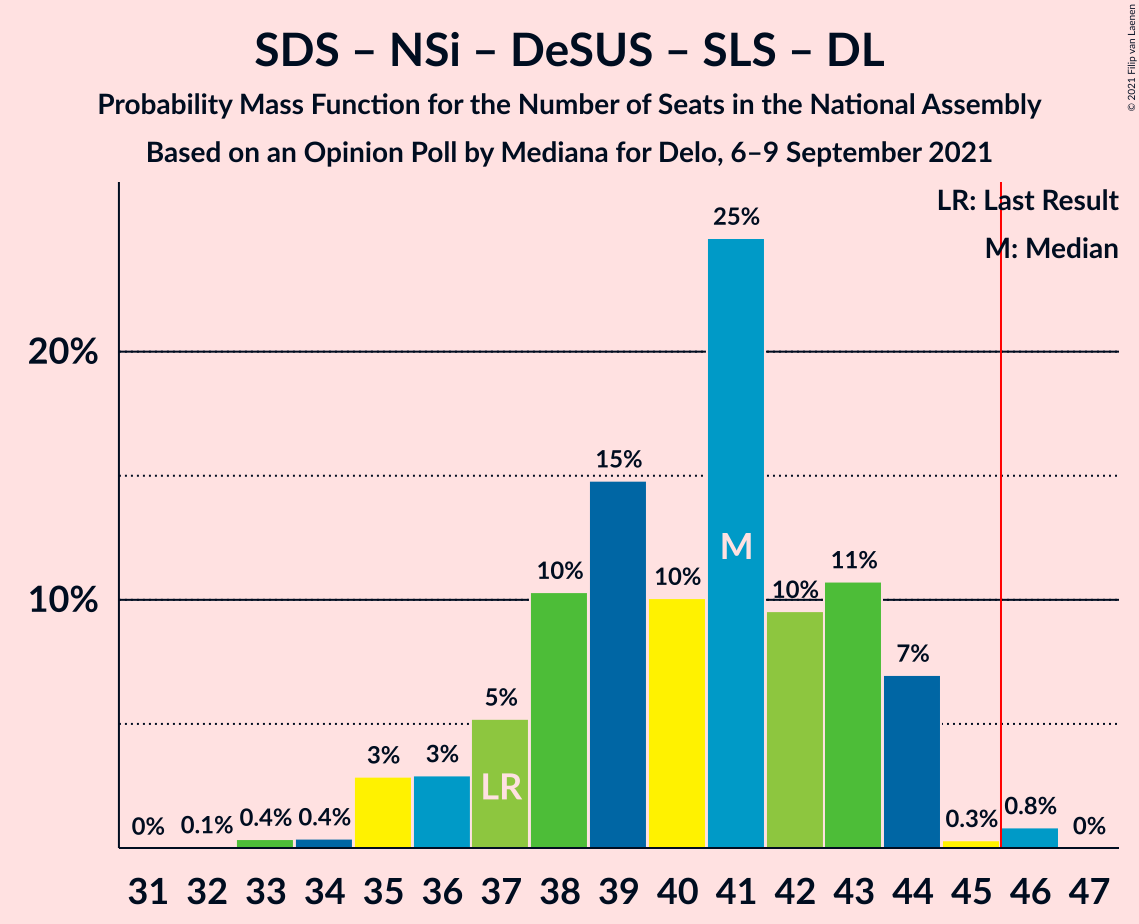 SDS – NSi – DeSUS – SLS – DL
Probability Mass Function for the Number of Seats in the National Assembly
Based on an Opinion Poll by Mediana for Delo, 6–9 September 2021
© 2021 Filip van Laenen
LR: Last Result
M: Median
20%
10%
0%
0.1%
0.4%
0.4%
3%
3%
5%
10%
15%
10%
25%
10%
11%
7%
0.3%
0.8%
0%
LR
M
31 32 33 34 35 36 37 38 39 40 41 42 43 44 45 46 47